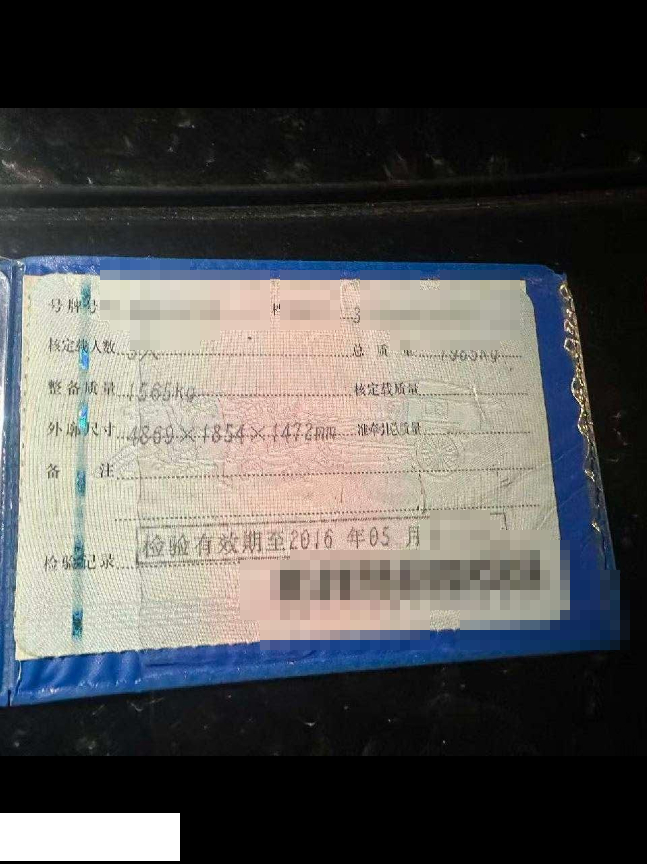 号牌号
核定载人数 总质量
整备质量 1565kg 核定载质量
外廓尺寸 4869×1854×1472mm 准牵引总质量
备注
检验有效期至2016年05月
检验记录